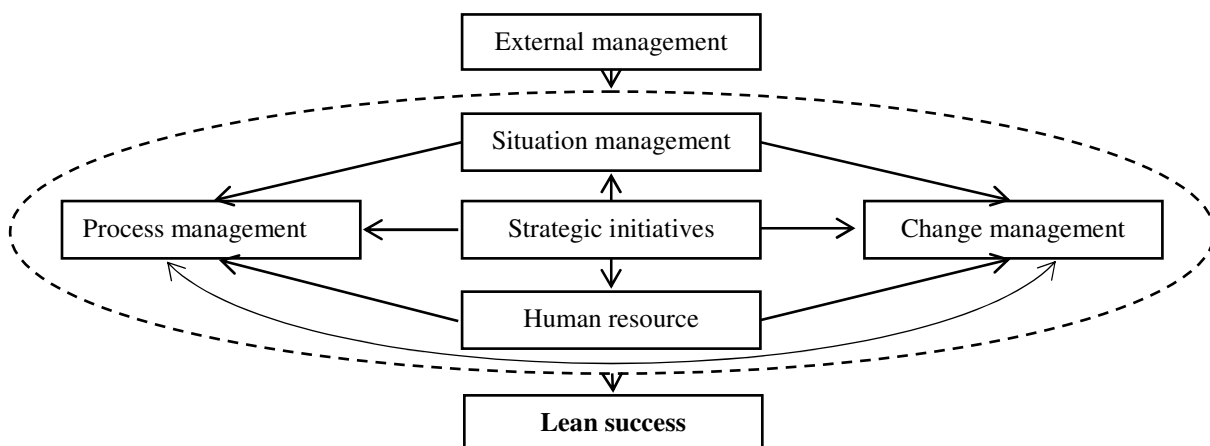 External management
Situation management
Process management
Strategic initiatives
Change management
Human resource
Lean success